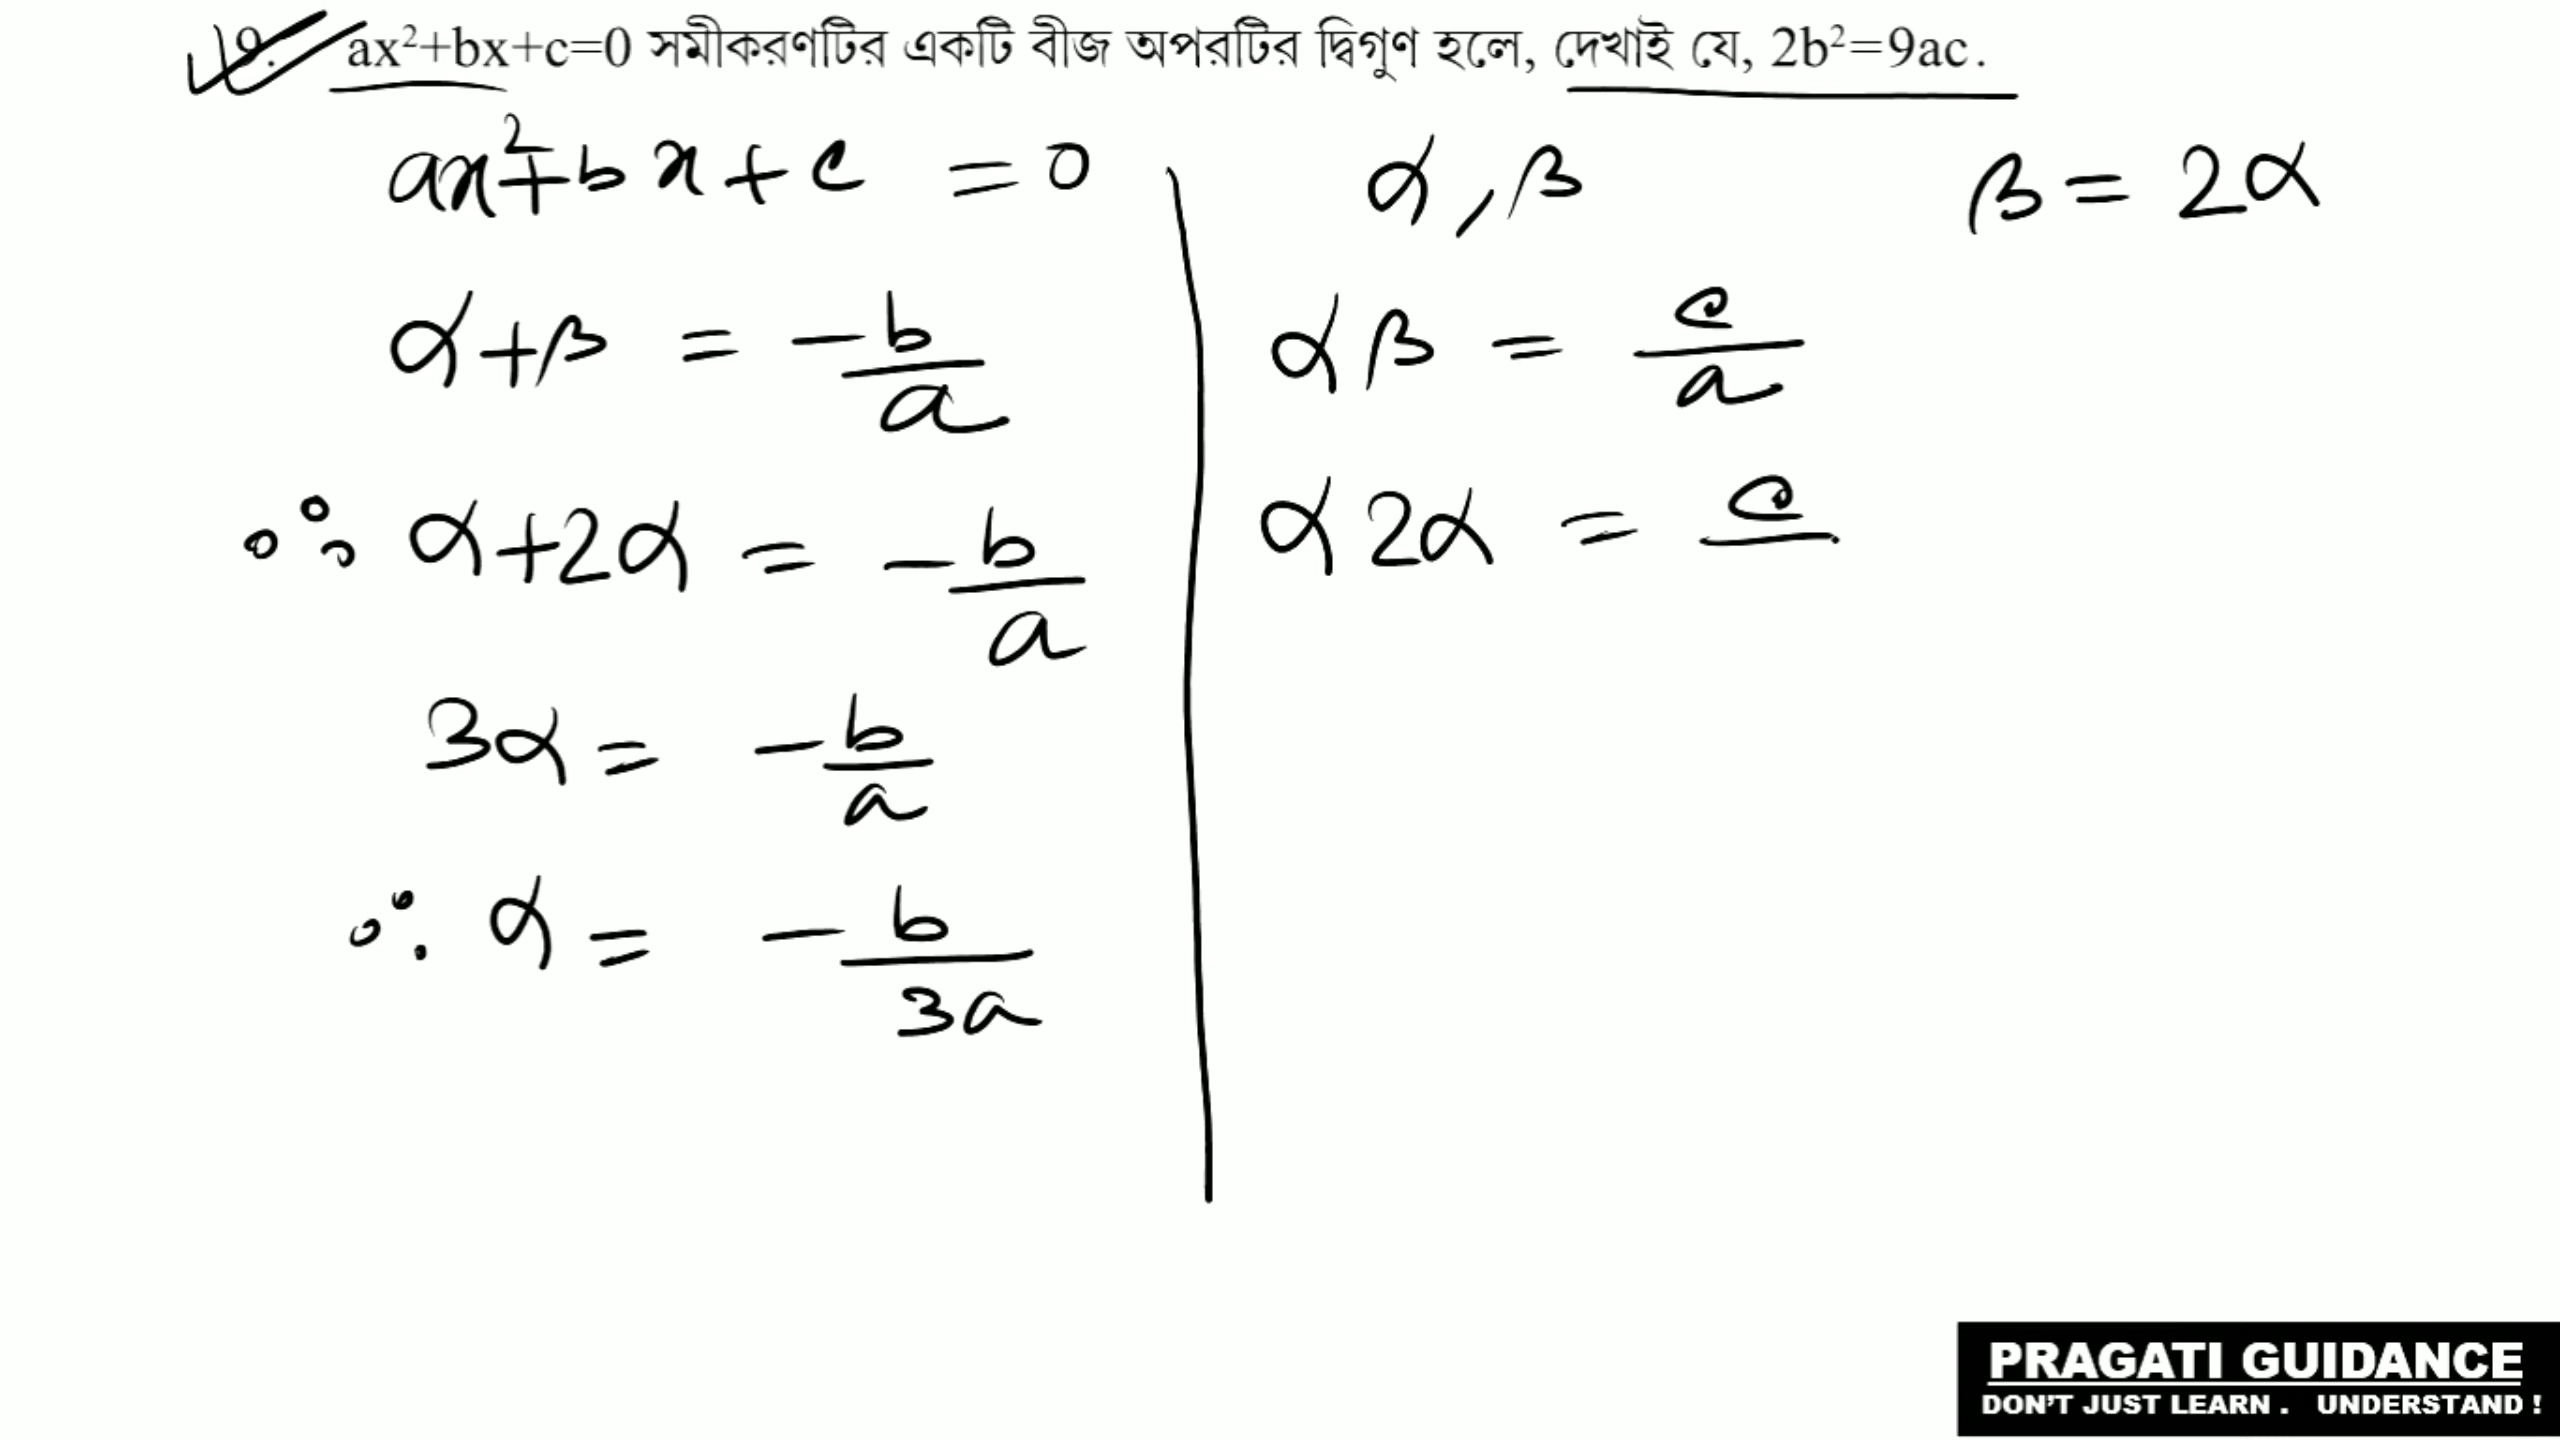 19. ax²+bx+c=0 সমীকরণটির একটি বীজ অপরটির দ্বিগুণ হলে, দেখাই যে, 2b²=9ac.
ax²+bx+c = 0
α, β
β = 2α
α+β = -b/a
αβ = c/a
∴ α+2α = -b/a
α 2α = c
3α = -b/a
∴ α = -b/3a
PRAGATI GUIDANCE
DON'T JUST LEARN. UNDERSTAND!